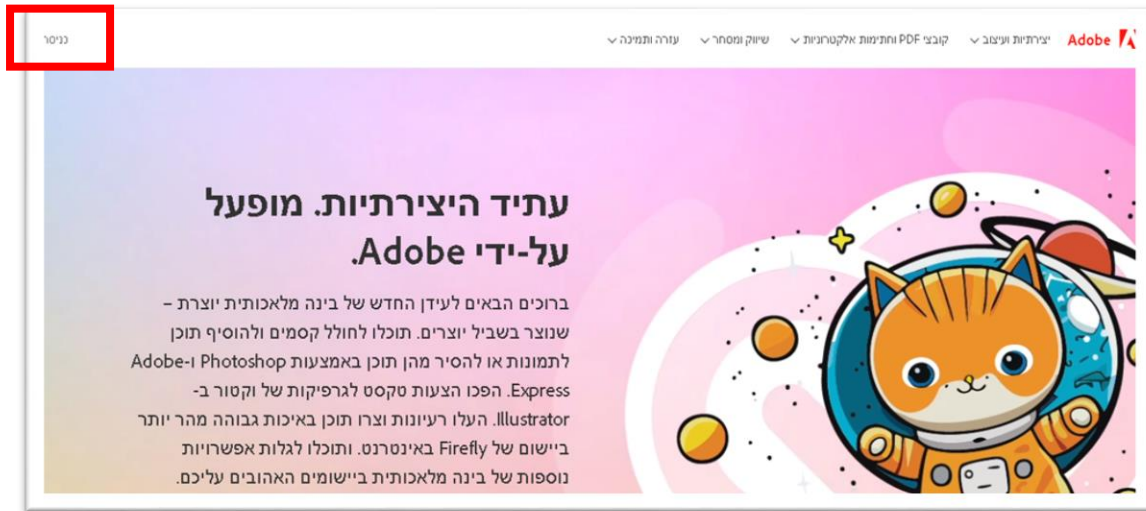 Adobe
יצירתיות ועיצוב
קובצי PDF וחתימות אלקטרוניות
שיווק ומסחר
עזרה ותמיכה
כניסה
עתיד היצירתיות. מופעל
על-ידי Adobe.
ברוכים הבאים לעידן החדש של בינה מלאכותית יוצרת –
שנוצר בשביל יוצרים. תוכלו לחולל קסמים ולהוסיף תוכן
לתמונות או להסיר מהן תוכן באמצעות Photoshop ו-Adobe
Express. הפכו הצעות טקסט לגרפיקות של וקטור ב-
Illustrator. העלו רעיונות וצרו תוכן באיכות גבוהה מהר יותר
ביישום של Firefly באינטרנט. ותוכלו לגלות אפשרויות
נוספות של בינה מלאכותית ביישומים האהובים עליכם.